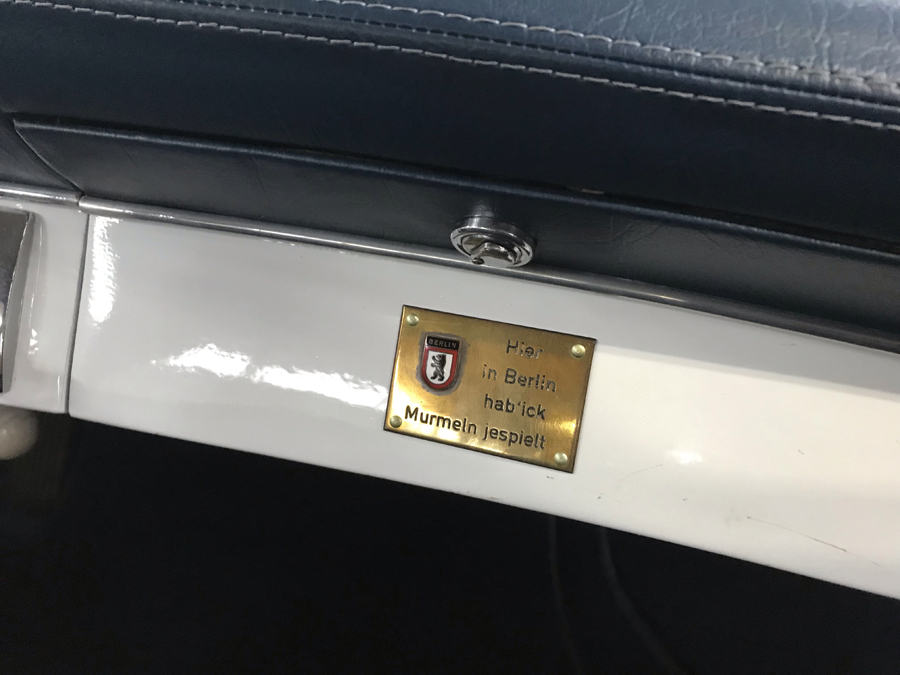 BERLIN
Hier
in Berlin
hab'ick
Murmeln jespielt